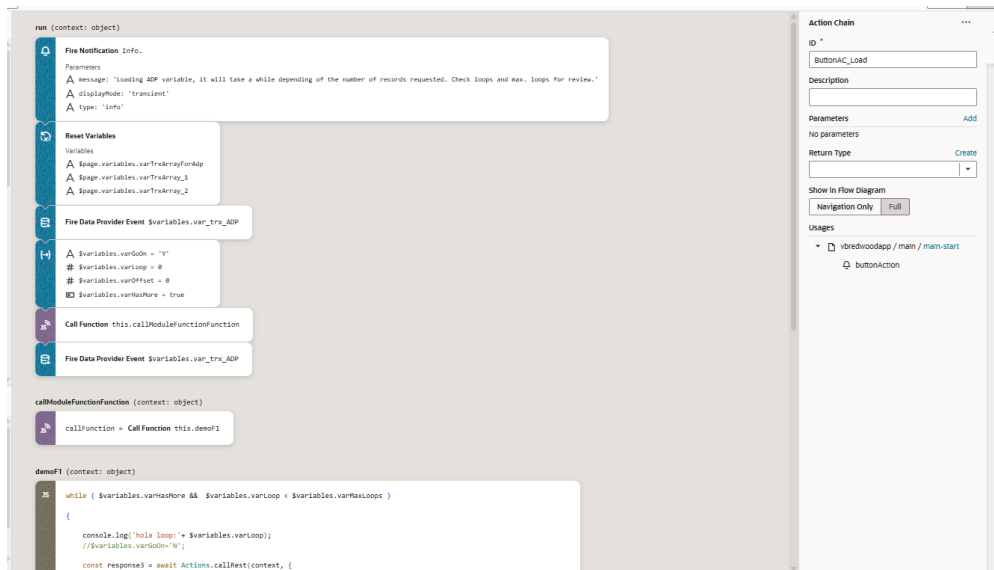 run (context: object)
Fire Notification Info.
Parameters
message: 'Loading ADP variable, it will take a while depending of the number of records requested. Check loops and max. loops for review.'
displayMode: 'transient'
type: 'info'
Reset Variables
Variables
$page.variables.varTrxArrayForAdp
$page.variables.varTrxArray_1
$page.variables.varTrxArray_2
Fire Data Provider Event $variables.var_trx_ADP
$variables.varGoOn = 'Y'
$variables.varLoop = 0
$variables.varOffset = 0
$variables.varHasMore = true
Call Function this.callModuleFunctionFunction
Fire Data Provider Event $variables.var_trx_ADP
callModuleFunctionFunction (context: object)
callFunction = Call Function this.demoF1
demoF1 (context: object)
while ( $variables.varHasMore && $variables.varLoop < $variables.varMaxLoops )
{
console.log('hola loop:'+ $variables.varLoop);
//$variables.varGoOn='N';
const response3 = await Actions.callRest(context, {
Action Chain
ID *
ButtonAC_Load
Description
Parameters Add
No parameters
Return Type Create
Show in Flow Diagram
Navigation Only Full
Usages
vbredwoodapp / main / main-start
buttonAction